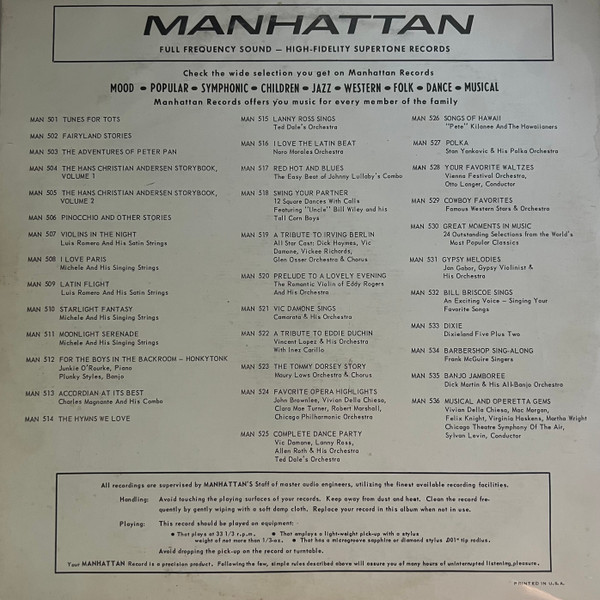 MANHATTAN
FULL FREQUENCY SOUND — HIGH-FIDELITY SUPERTONE RECORDS
Check the wide selection you get on Manhattan Records
MOOD • POPULAR • SYMPHONIC • CHILDREN • JAZZ • WESTERN • FOLK • DANCE • MUSICAL
Manhattan Records offers you music for every member of the family
MAN 501 TUNES FOR TOTS
MAN 502 FAIRYLAND STORIES
MAN 503 THE ADVENTURES OF PETER PAN
MAN 504 THE HANS CHRISTIAN ANDERSEN STORYBOOK,
VOLUME 1
MAN 505 THE HANS CHRISTIAN ANDERSEN STORYBOOK,
VOLUME 2
MAN 506 PINOCCHIO AND OTHER STORIES
MAN 507 VIOLINS IN THE NIGHT
Luis Romero And His Satin Strings
MAN 508 I LOVE PARIS
Michele And His Singing Strings
MAN 509 LATIN FLIGHT
Luis Romero And His Satin Strings
MAN 510 STARLIGHT FANTASY
Michele And His Singing Strings
MAN 511 MOONLIGHT SERENADE
Michele And His Singing Strings
MAN 512 FOR THE BOYS IN THE BACKROOM — HONKYTONK
Junkie O'Rourke, Piano
Plunky Styles, Banjo
MAN 513 ACCORDIAN AT ITS BEST
Charles Magnante And His Combo
MAN 514 THE HYMNS WE LOVE
MAN 515 LANNY ROSS SINGS
Ted Dale's Orchestra
MAN 516 I LOVE THE LATIN BEAT
Noro Morales Orchestra
MAN 517 RED HOT AND BLUES
The Easy Beat of Johnny Lullaby's Combo
MAN 518 SWING YOUR PARTNER
12 Square Dances With Calls
Featuring "Uncle" Bill Wiley and his
Tall Corn Boys
MAN 519 A TRIBUTE TO IRVING BERLIN
All Star Cast: Dick Haymes, Vic
Damone, Vickie Richards,
Glen Osser Orchestra & Chorus
MAN 520 PRELUDE TO A LOVELY EVENING
The Romantic Violin of Eddy Rogers
And His Orchestra
MAN 521 VIC DAMONE SINGS
Camarata & His Orchestra
MAN 522 A TRIBUTE TO EDDIE DUCHIN
Vincent Lopez & His Orchestra
With Inez Carillo
MAN 523 THE TOMMY DORSEY STORY
Maury Laws Orchestra & Chorus
MAN 524 FAVORITE OPERA HIGHLIGHTS
John Brownlee, Vivian Della Chiesa,
Clara Mae Turner, Robert Marshall,
Chicago Philharmonic Orchestra
MAN 525 COMPLETE DANCE PARTY
Vic Damone, Lanny Ross,
Allen Roth & His Orchestra
Ted Dale's Orchestra
MAN 526 SONGS OF HAWAII
"Pete" Kilanee And The Hawaiioners
MAN 527 POLKA
Stan Yankovic & His Polka Orchestra
MAN 528 YOUR FAVORITE WALTZES
Vienna Festival Orchestra,
Otto Langer, Conductor
MAN 529 COWBOY FAVORITES
Famous Western Stars & Orchestra
MAN 530 GREAT MOMENTS IN MUSIC
24 Outstanding Selections from the World's
Most Popular Classics
MAN 531 GYPSY MELODIES
Jan Gabor, Gypsy Violinist &
His Orchestra
MAN 532 BILL BRISCOE SINGS
An Exciting Voice — Singing Your
Favorite Songs
MAN 533 DIXIE
Dixieland Five Plus Two
MAN 534 BARBERSHOP SING-ALONG
Frank McGuire Singers
MAN 535 BANJO JAMBOREE
Dick Martin & His All-Banjo Orchestra
MAN 536 MUSICAL AND OPERETTA GEMS
Vivian Della Chiesa, Mac Morgan,
Felix Knight, Virginia Haskens, Martha Wright
Chicago Theatre Symphony Of The Air,
Sylvan Levin, Conductor
All recordings are supervised by MANHATTAN'S Staff of master audio engineers, utilizing the finest available recording facilities.
Handling: Avoid touching the playing surfaces of your records. Keep away from dust and heat. Clean the record fre-
quently by gently wiping with a soft damp cloth. Replace your record in this album when not in use.
Playing: This record should be played on equipment:
• That plays at 33 1/3 r.p.m. • That employs a light-weight pick-up with a stylus
weight of not more than 1/3-oz. • That has a microgroove sapphire or diamond stylus .001" tip radius.
Avoid dropping the pick-up on the record or turntable.
Your MANHATTAN Record is a precision product. Following the few, simple rules described above will assure you of many hours of uninterrupted listening pleasure.
PRINTED IN U.S.A.